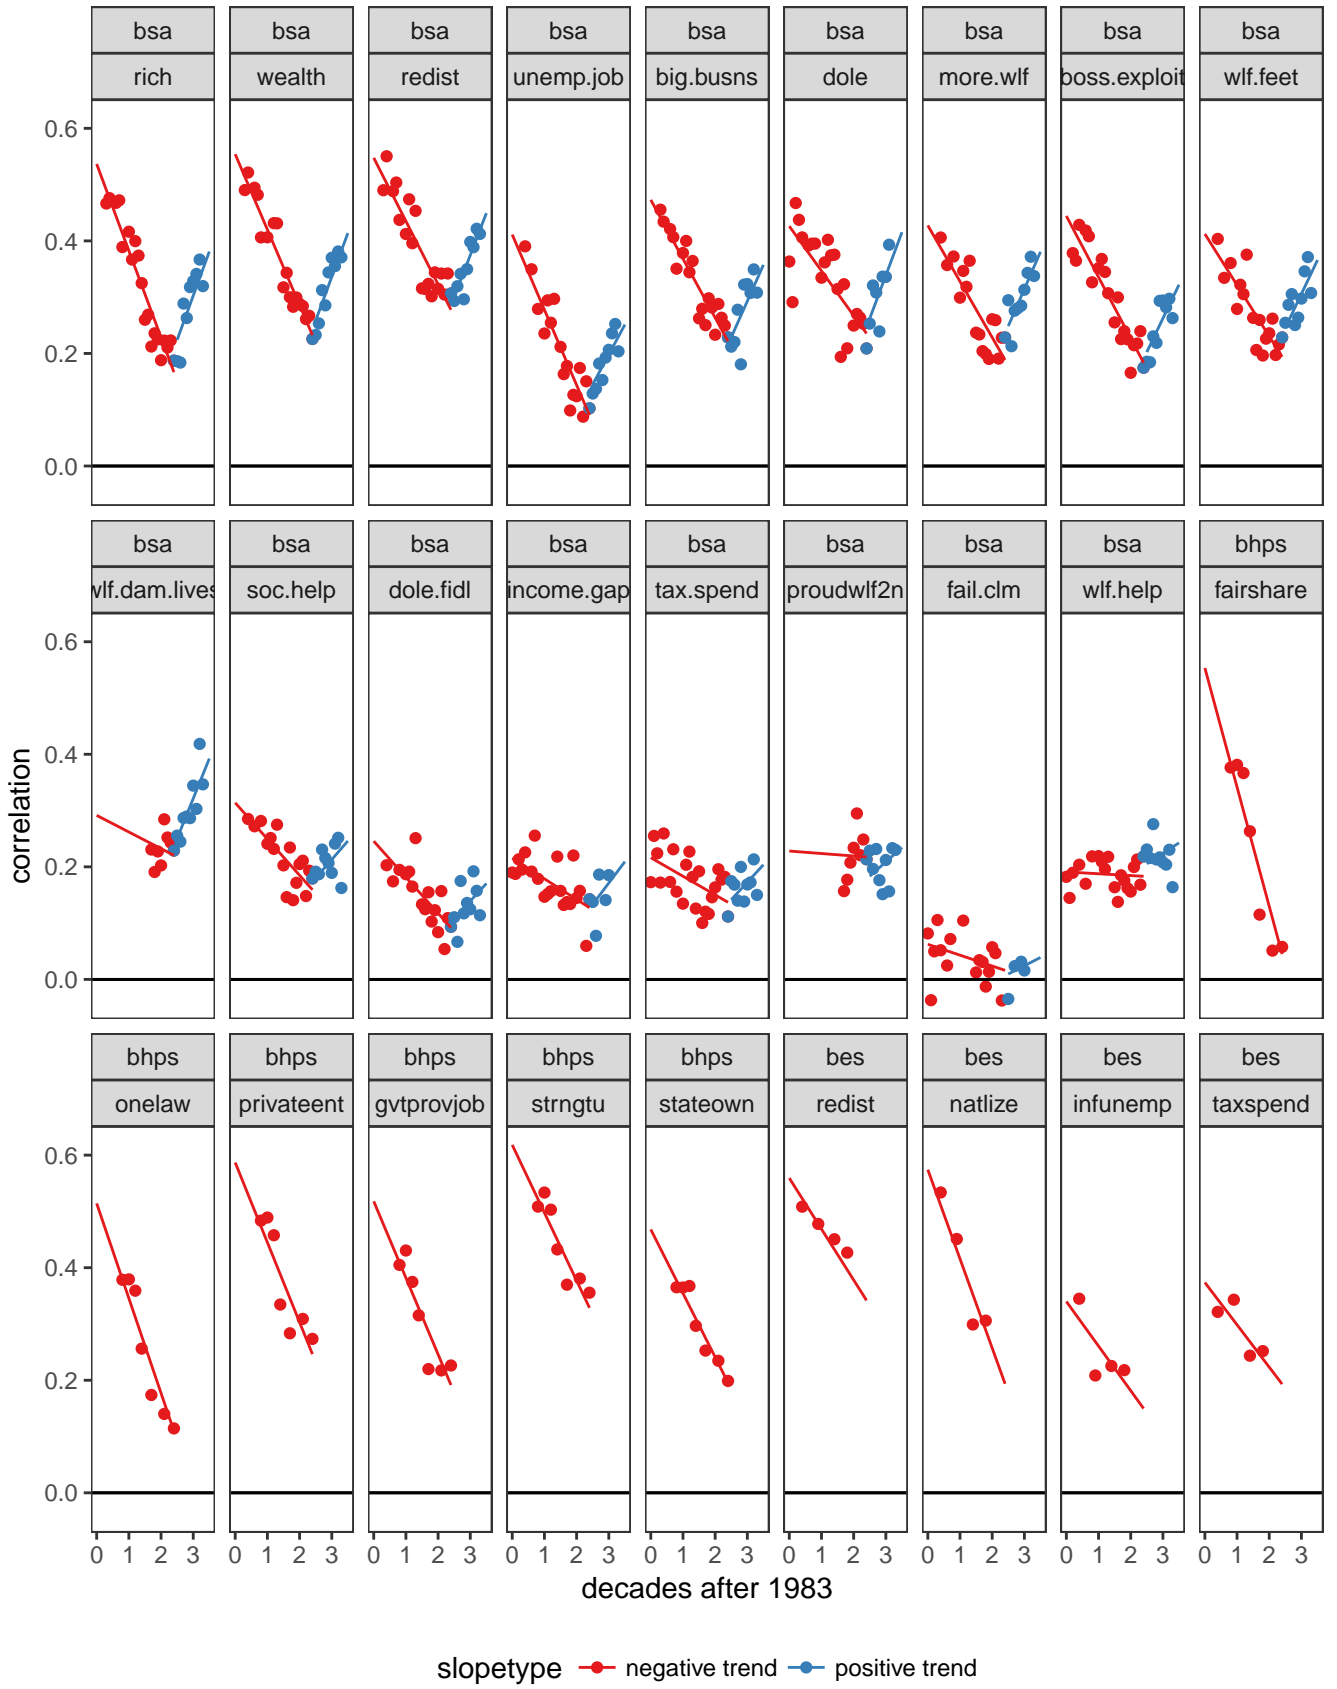 bsa bsa bsa bsa bsa bsa bsa bsa bsa
rich wealth redist unemp.job big.busns dole more.wlf boss.exploit wlf.feet
0.6
0.4
0.2
0.0
bsa bsa bsa bsa bsa bsa bsa bsa bhps
wlf.dam.lives soc.help dole.fidl income.gap tax.spend proudwlf2n fail.clm wlf.help fairshare
0.6
0.4
0.2
0.0
correlation
bhps bhps bhps bhps bhps bes bes bes bes
onelaw privateent gvtprovjob strngtu stateown redist natlize infunemp taxspend
0.6
0.4
0.2
0.0
0 1 2 3 0 1 2 3 0 1 2 3 0 1 2 3 0 1 2 3 0 1 2 3 0 1 2 3 0 1 2 3 0 1 2 3
decades after 1983
slopetype negative trend positive trend